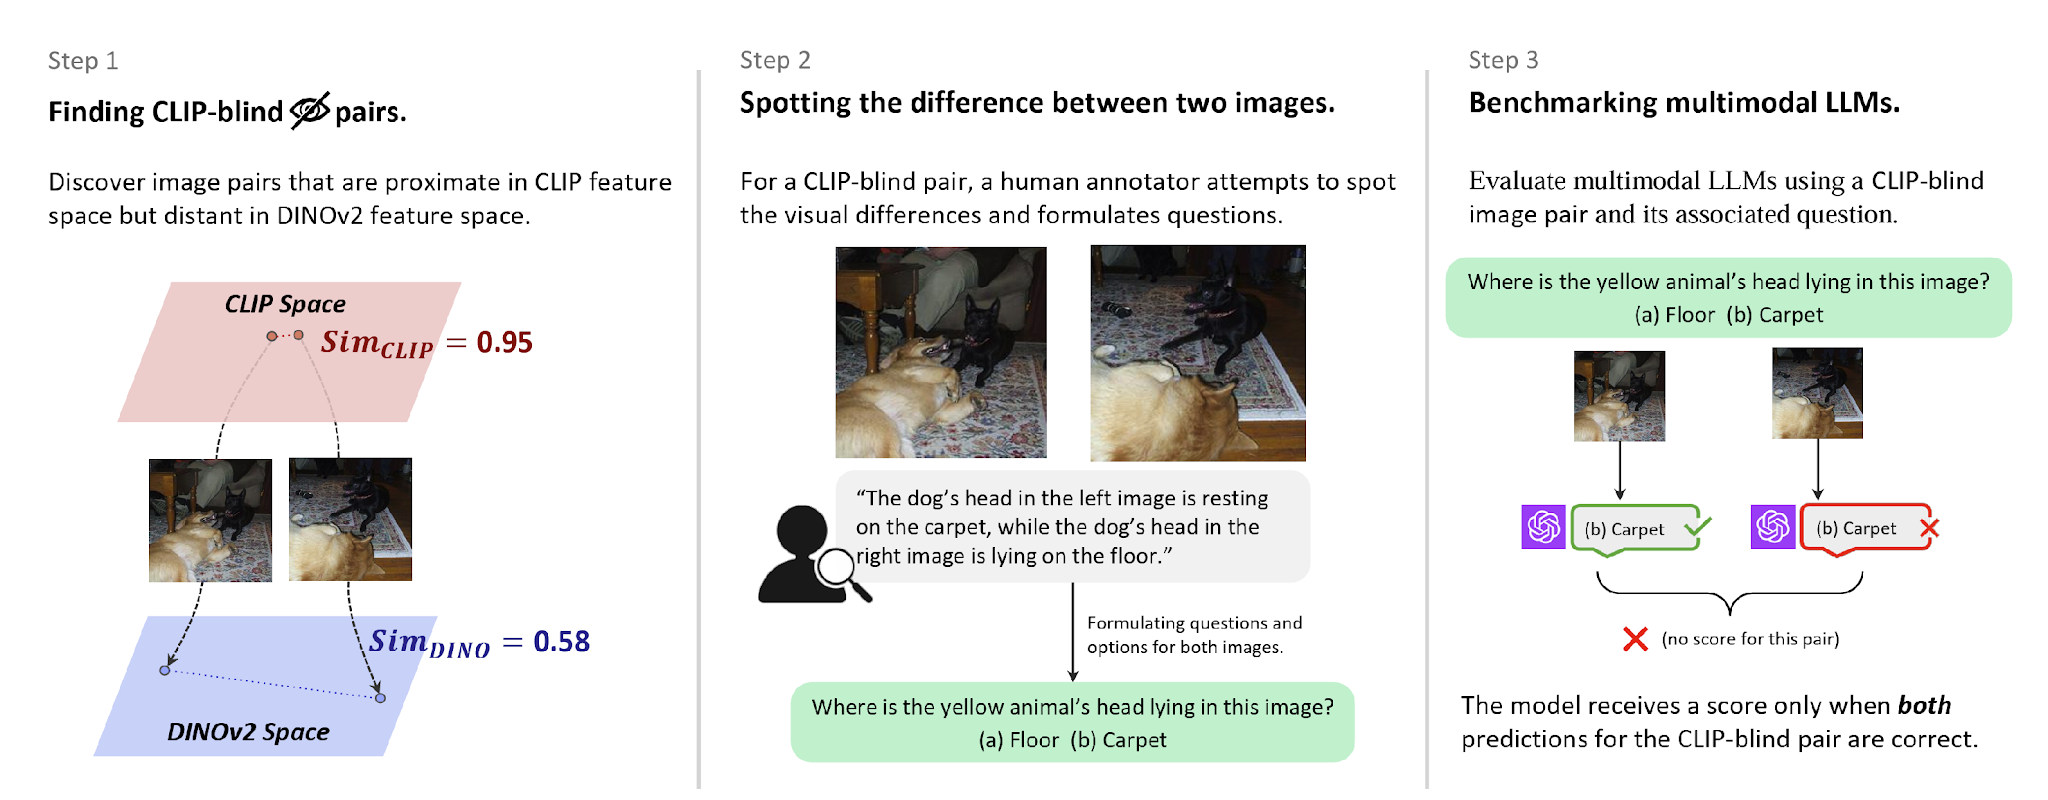 Step 1
Finding CLIP-blind pairs.
Discover image pairs that are proximate in CLIP feature
space but distant in DINOv2 feature space.
CLIP Space
Sim_CLIP = 0.95
Sim_DINO = 0.58
DINOv2 Space
Step 2
Spotting the difference between two images.
For a CLIP-blind pair, a human annotator attempts to spot
the visual differences and formulates questions.
“The dog’s head in the left image is resting
on the carpet, while the dog’s head in the
right image is lying on the floor.”
Formulating questions and
options for both images.
Where is the yellow animal’s head lying in this image?
(a) Floor (b) Carpet
Step 3
Benchmarking multimodal LLMs.
Evaluate multimodal LLMs using a CLIP-blind
image pair and its associated question.
Where is the yellow animal’s head lying in this image?
(a) Floor (b) Carpet
(b) Carpet
(b) Carpet
(no score for this pair)
The model receives a score only when both
predictions for the CLIP-blind pair are correct.